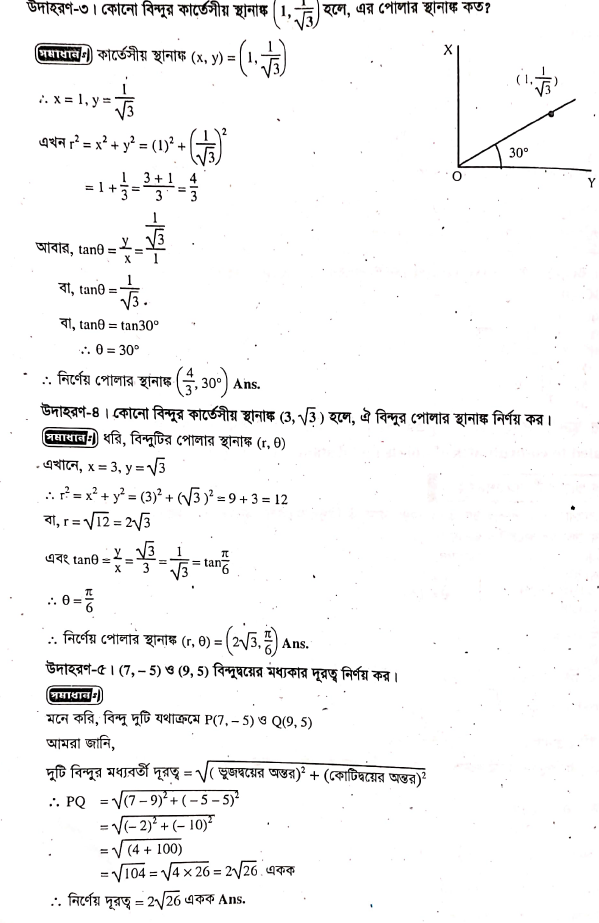 উদাহরণ-৩। কোনো বিন্দুর কার্তেসীয় স্থানাঙ্ক (1, 1/√3) হলে, এর পোলার স্থানাঙ্ক কত?
সমাধান : কার্তেসীয় স্থানাঙ্ক (x, y) = (1, 1/√3)
∴ x = 1, y = 1/√3
এখন r² = x² + y² = (1)² + (1/√3)²
= 1 + 1/3 = (3 + 1)/3 = 4/3
আবার, tanθ = y/x = (1/√3)/1
বা, tanθ = 1/√3 .
বা, tanθ = tan30°
∴ θ = 30°
∴ নির্ণেয় পোলার স্থানাঙ্ক (4/3, 30°) Ans.
X
(1, 1/√3)
30°
O
Y
উদাহরণ-৪। কোনো বিন্দুর কার্তেসীয় স্থানাঙ্ক (3, √3) হলে, ঐ বিন্দুর পোলার স্থানাঙ্ক নির্ণয় কর।
সমাধান : ধরি, বিন্দুটির পোলার স্থানাঙ্ক (r, θ)
এখানে, x = 3, y = √3
∴ r² = x² + y² = (3)² + (√3)² = 9 + 3 = 12
বা, r = √12 = 2√3
এবং tanθ = y/x = √3/3 = 1/√3 = tan π/6
∴ θ = π/6
∴ নির্ণেয় পোলার স্থানাঙ্ক (r, θ) = (2√3, π/6) Ans.
উদাহরণ-৫। (7, – 5) ও (9, 5) বিন্দুদ্বয়ের মধ্যকার দূরত্ব নির্ণয় কর।
সমাধান :
মনে করি, বিন্দু দুটি যথাক্রমে P(7, – 5) ও Q(9, 5)
আমরা জানি,
দুটি বিন্দুর মধ্যবর্তী দূরত্ব = √( ভুজদ্বয়ের অন্তর)² + (কোটিদ্বয়ের অন্তর)²
∴ PQ = √(7 – 9)² + (– 5 – 5)²
= √(– 2)² + (– 10)²
= √(4 + 100)
= √104 = √4 × 26 = 2√26 একক
∴ নির্ণেয় দূরত্ব = 2√26 একক Ans.